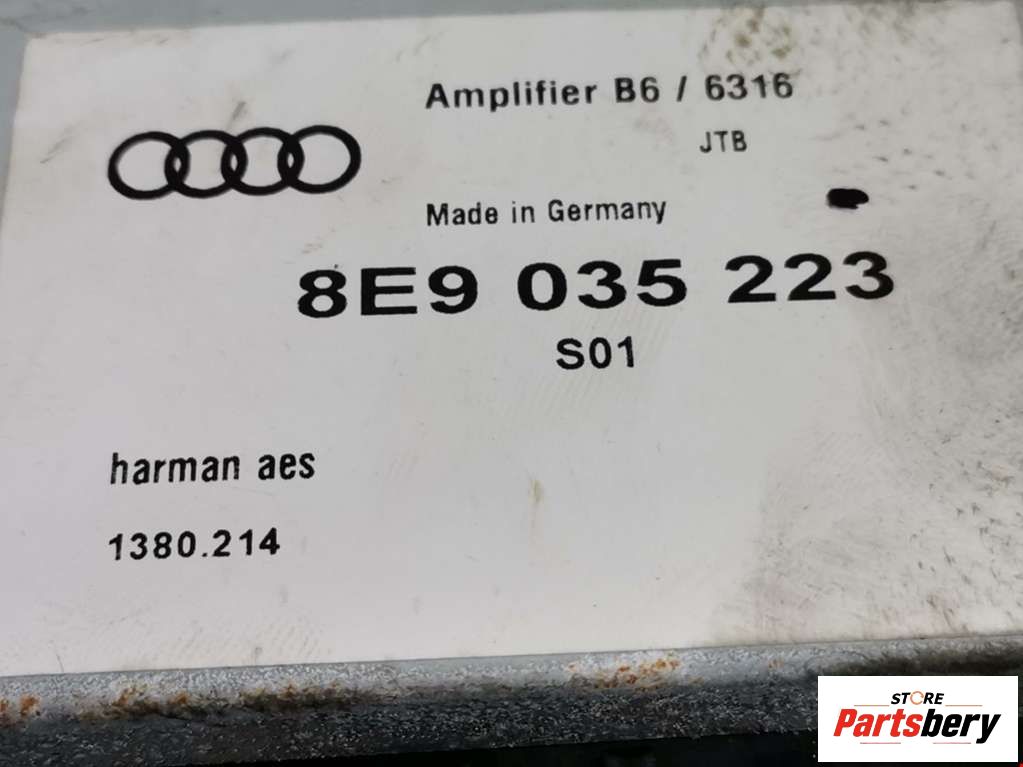 Amplifier B6 / 6316
JTB
Made in Germany
8E9 035 223
S01
harman aes
1380.214
STORE
Partsbery